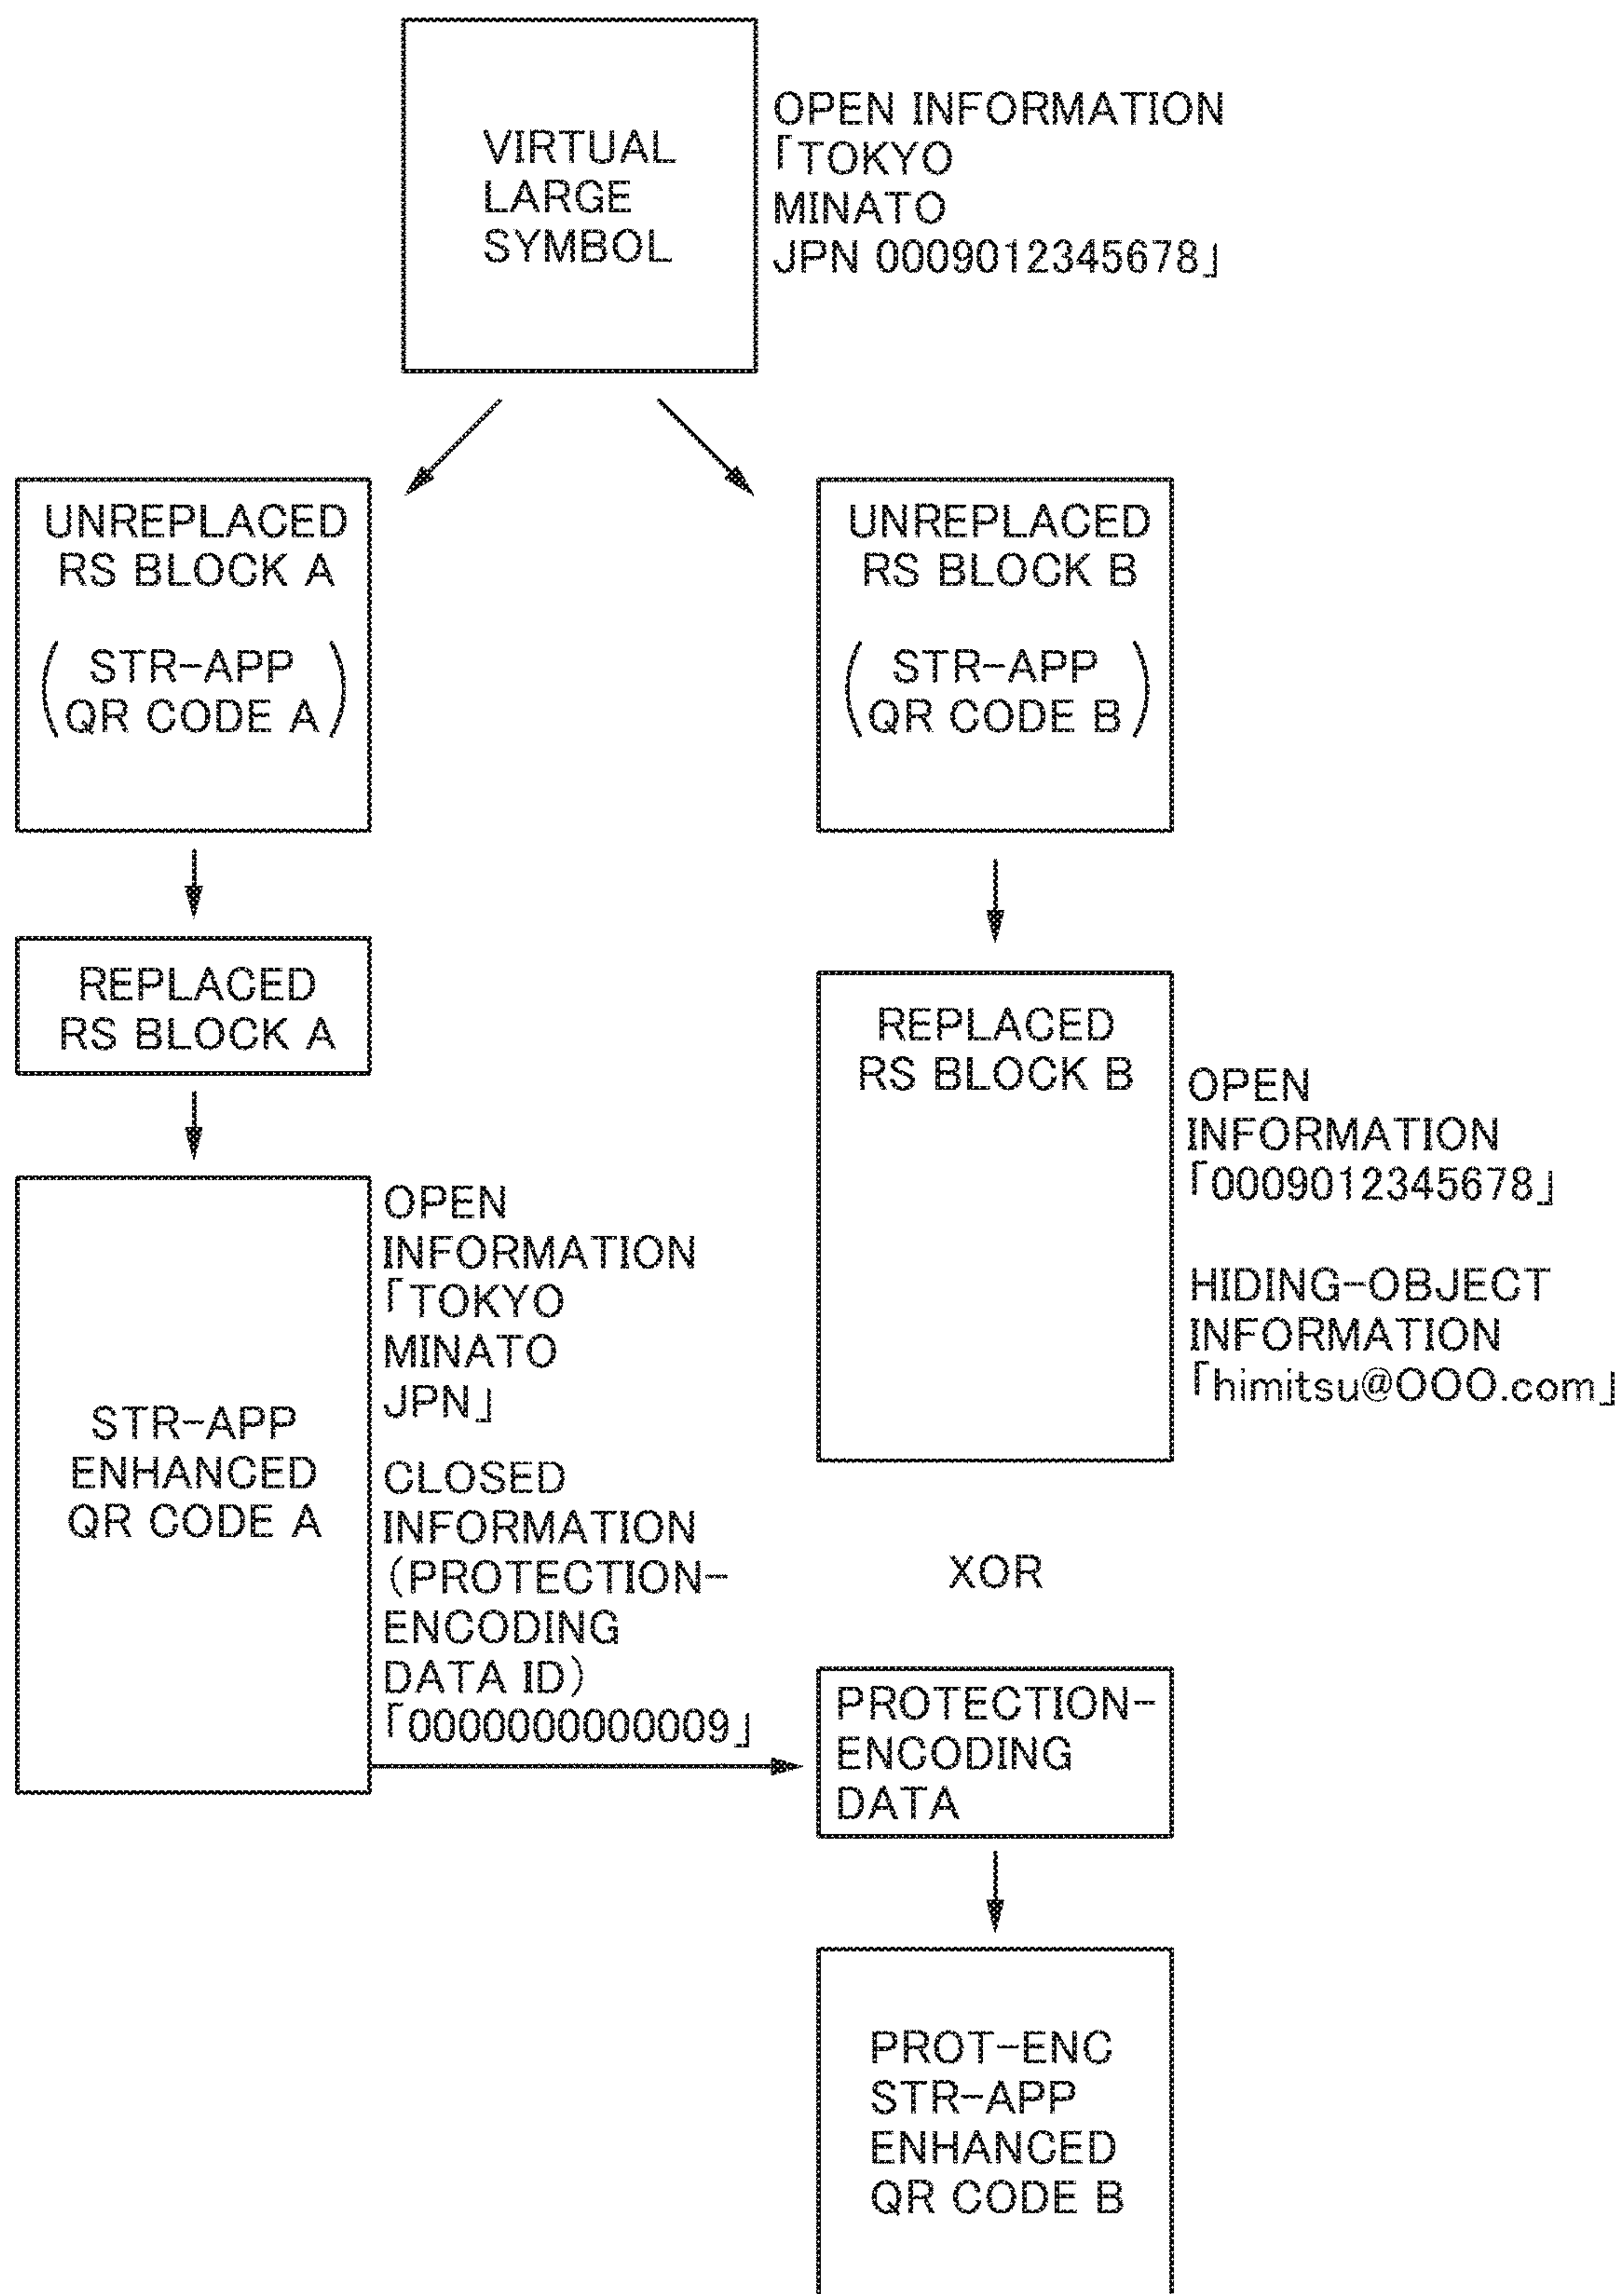 VIRTUAL
LARGE
SYMBOL
OPEN INFORMATION
「TOKYO
MINATO
JPN 0009012345678」
UNREPLACED
RS BLOCK A
(STR-APP
QR CODE A)
UNREPLACED
RS BLOCK B
(STR-APP
QR CODE B)
REPLACED
RS BLOCK A
REPLACED
RS BLOCK B
OPEN
INFORMATION
「0009012345678」
HIDING-OBJECT
INFORMATION
「himitsu@OOO.com」
STR-APP
ENHANCED
QR CODE A
OPEN
INFORMATION
「TOKYO
MINATO
JPN」
CLOSED
INFORMATION
(PROTECTION-
ENCODING
DATA ID)
「0000000000009」
XOR
PROTECTION-
ENCODING
DATA
PROT-ENC
STR-APP
ENHANCED
QR CODE B